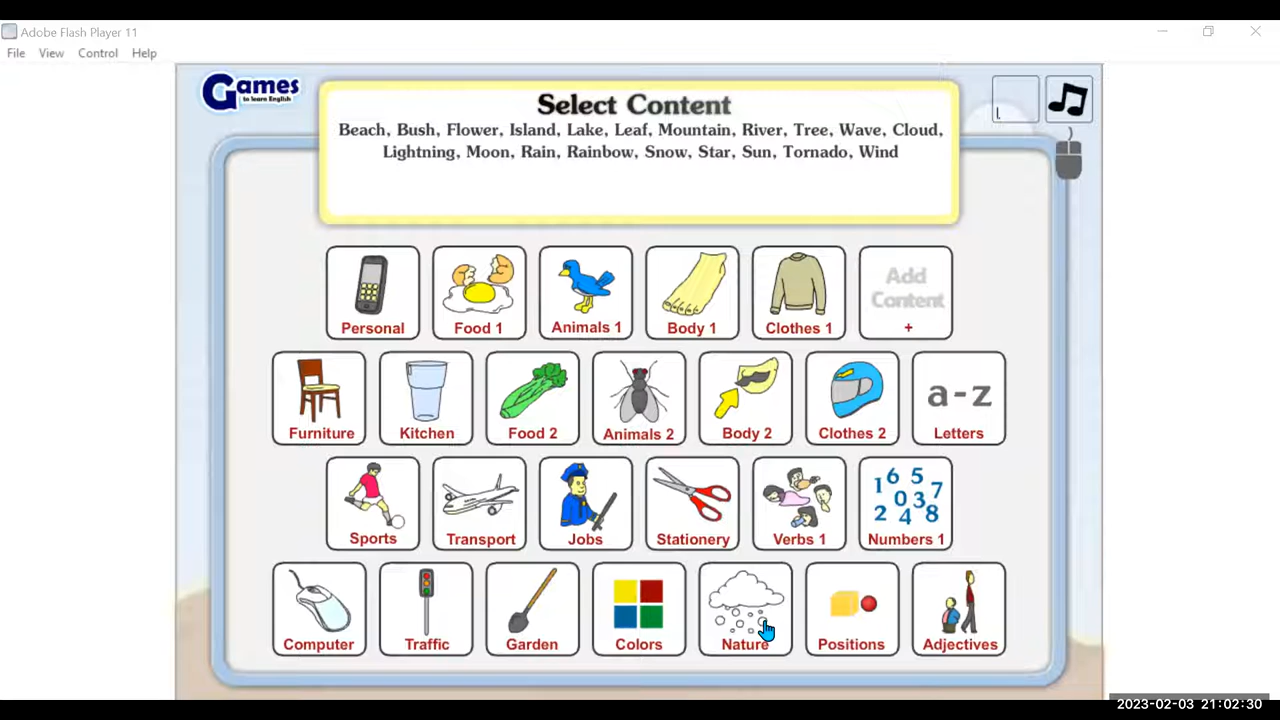 Adobe Flash Player 11
File View Control Help
Games
to learn English
Select Content
Beach, Bush, Flower, Island, Lake, Leaf, Mountain, River, Tree, Wave, Cloud,
Lightning, Moon, Rain, Rainbow, Snow, Star, Sun, Tornado, Wind
Add
Content
+
Personal Food 1 Animals 1 Body 1 Clothes 1
a-z
Furniture Kitchen Food 2 Animals 2 Body 2 Clothes 2 Letters
1 6 5 7
0 3
2 4 8
Sports Transport Jobs Stationery Verbs 1 Numbers 1
Computer Traffic Garden Colors Nature Positions Adjectives
2023-02-03 21:02:30